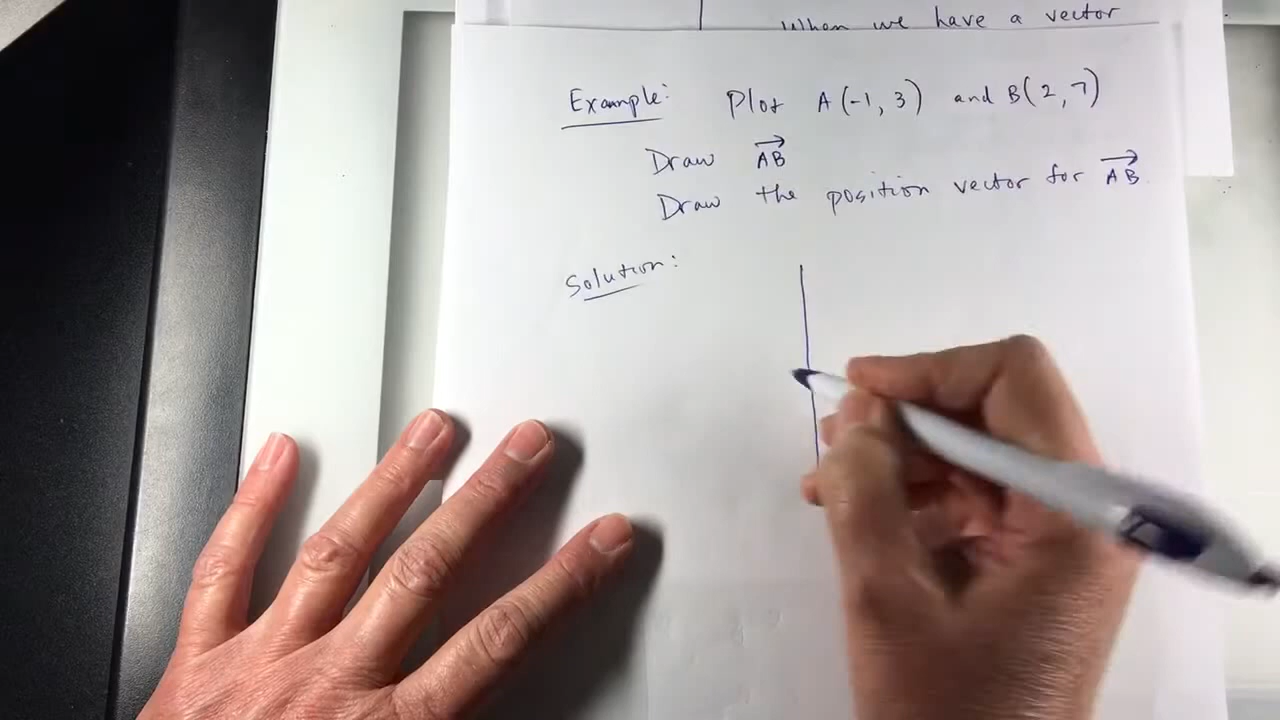 When we have a vector
Example: Plot A(-1, 3) and B(2, 7)
Draw \overrightarrow{AB}
Draw the position vector for \overrightarrow{AB}.
Solution: